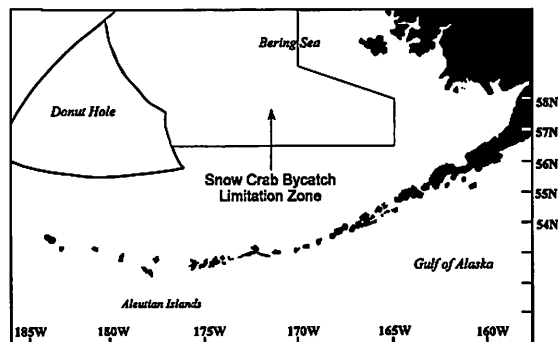 Bering Sea
Donut Hole
58N
57N
Snow Crab Bycatch
Limitation Zone
56N
55N
54N
Gulf of Alaska
Aleutian Islands
185W 180W 175W 170W 165W 160W